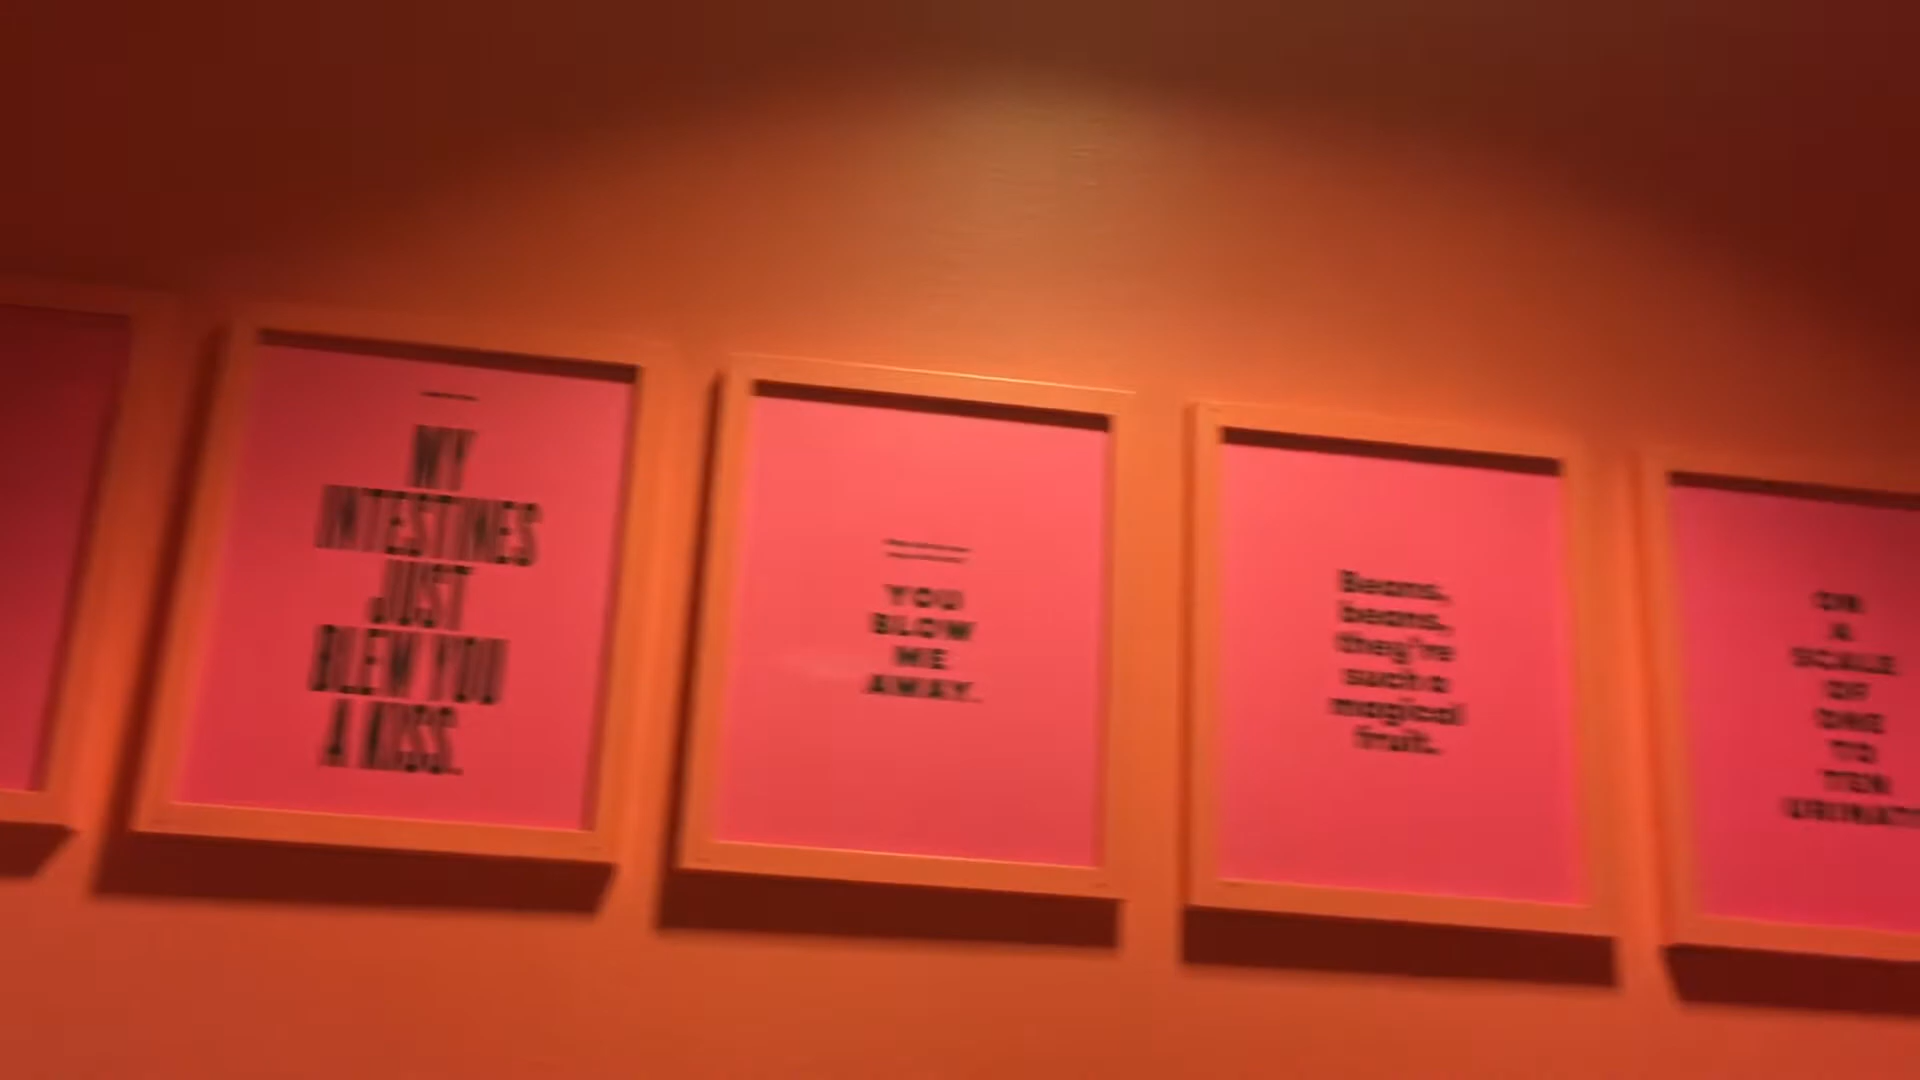 MY
INTESTINES
JUST
BLEW YOU
A KISS.
YOU
BLOW
ME
AWAY.
Beans,
beans,
they're
such a
magical
fruit.
ON
A
SCALE
OF
ONE
TO
TEN